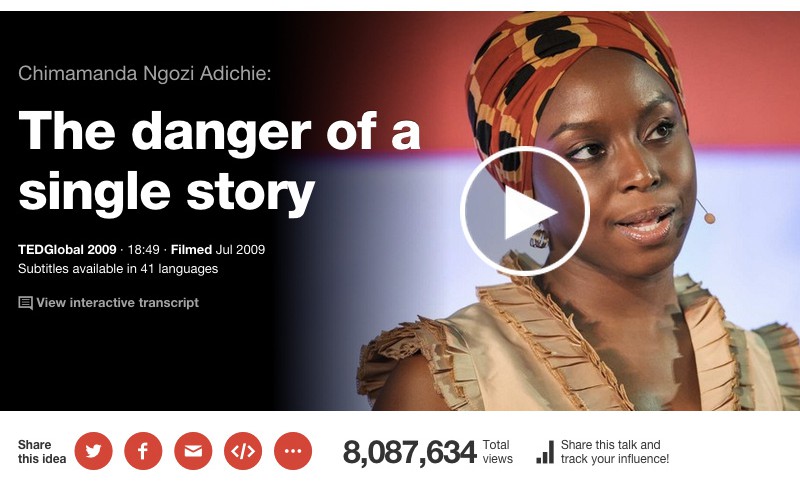 Chimamanda Ngozi Adichie:
The danger of a
single story
TEDGlobal 2009 · 18:49 · Filmed Jul 2009
Subtitles available in 41 languages
View interactive transcript
Share
this idea
8,087,634
Total
views
Share this talk and
track your influence!